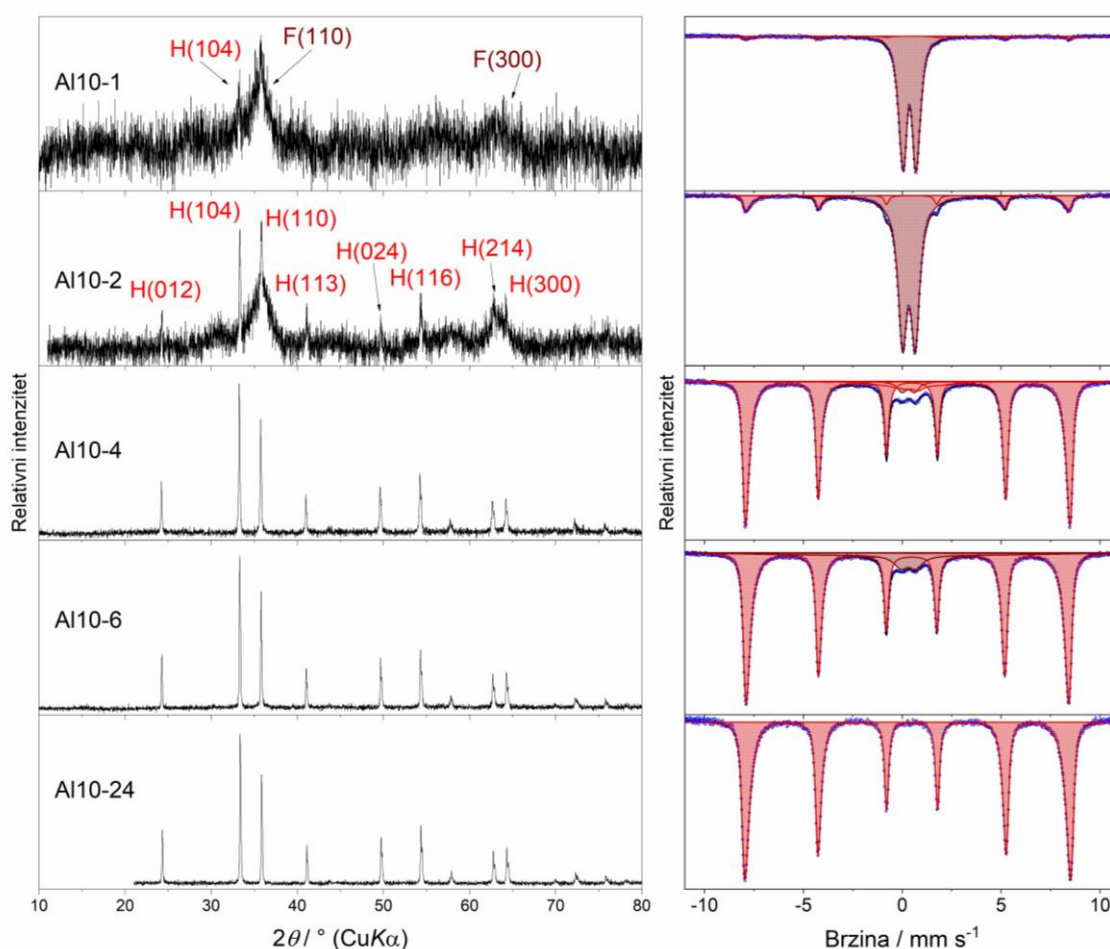 Relativni intenzitet
Al10-1
H(104)
F(110)
F(300)
Al10-2
H(012)
H(104)
H(110)
H(113)
H(024)
H(116)
H(214)
H(300)
Al10-4
Al10-6
Al10-24
10 20 30 40 50 60 70 80
2θ / ° (CuKα)
Relativni intenzitet
-10 -5 0 5 10
Brzina / mm s⁻¹